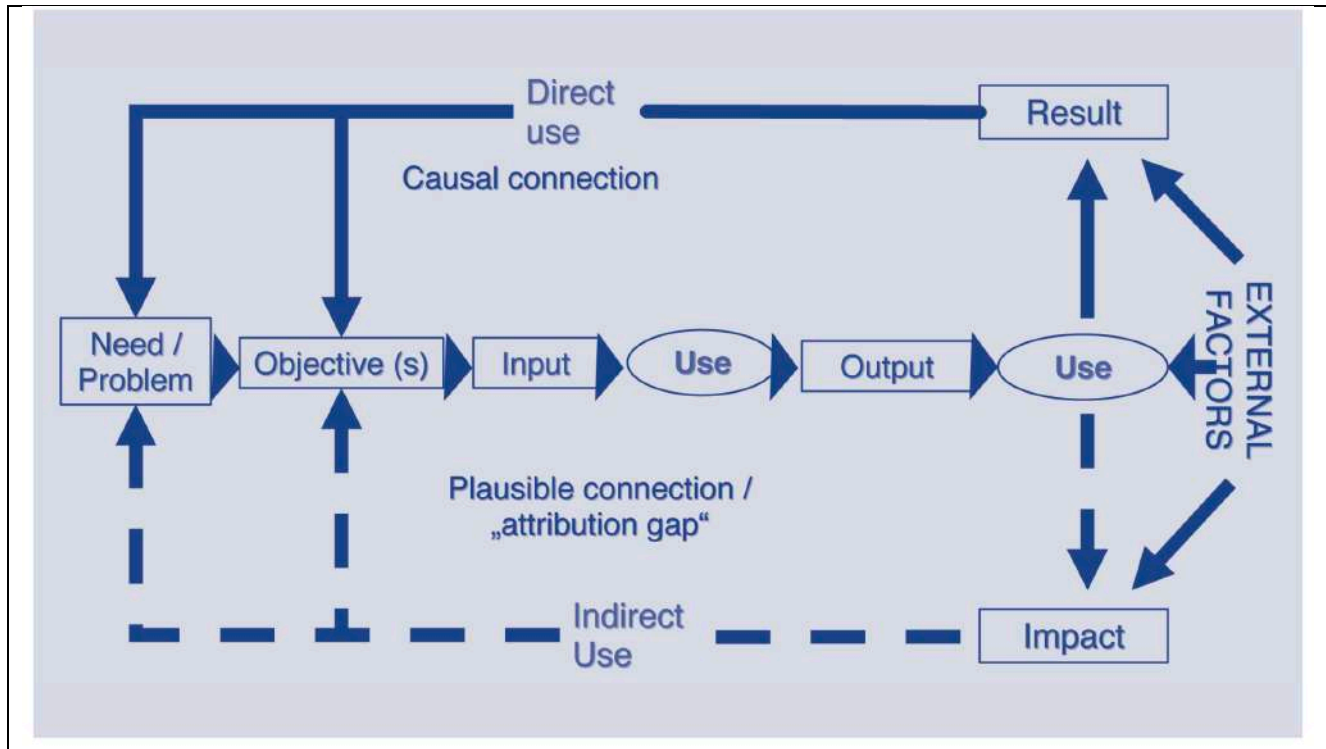 Direct
use
Result
Causal connection
Need /
Problem
Objective (s)
Input
Use
Output
Use
EXTERNAL
FACTORS
Plausible connection /
„attribution gap“
Indirect
Use
Impact